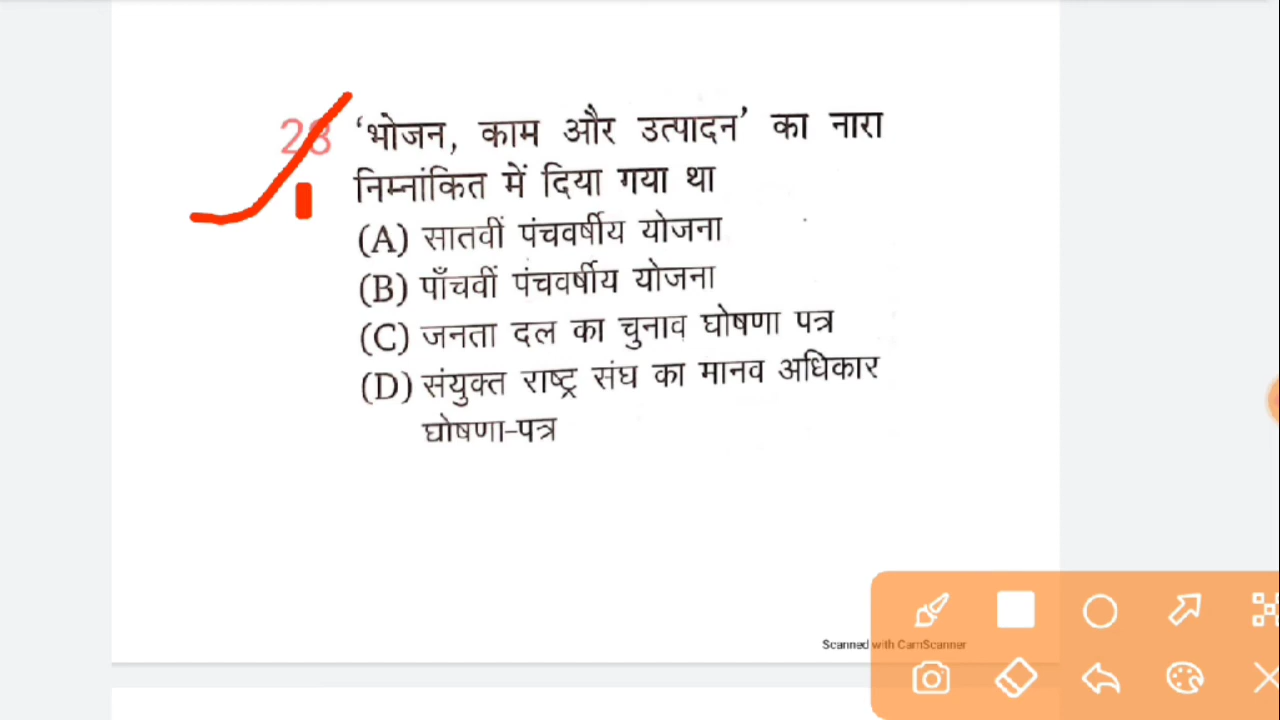 28 'भोजन, काम और उत्पादन' का नारा
निम्नांकित में दिया गया था
(A) सातवीं पंचवर्षीय योजना
(B) पाँचवीं पंचवर्षीय योजना
(C) जनता दल का चुनाव घोषणा पत्र
(D) संयुक्त राष्ट्र संघ का मानव अधिकार
घोषणा-पत्र
Scanned with CamScanner